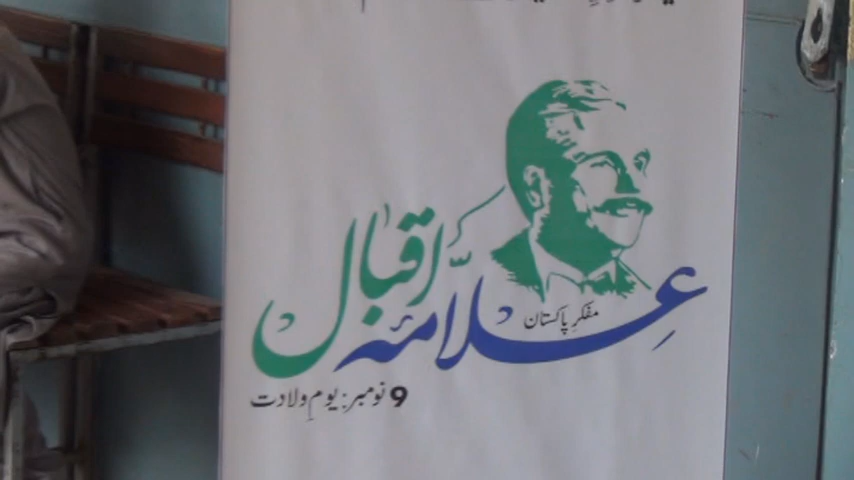 علامہ اقبال
مفکرِ پاکستان
9 نومبر: یومِ ولادت